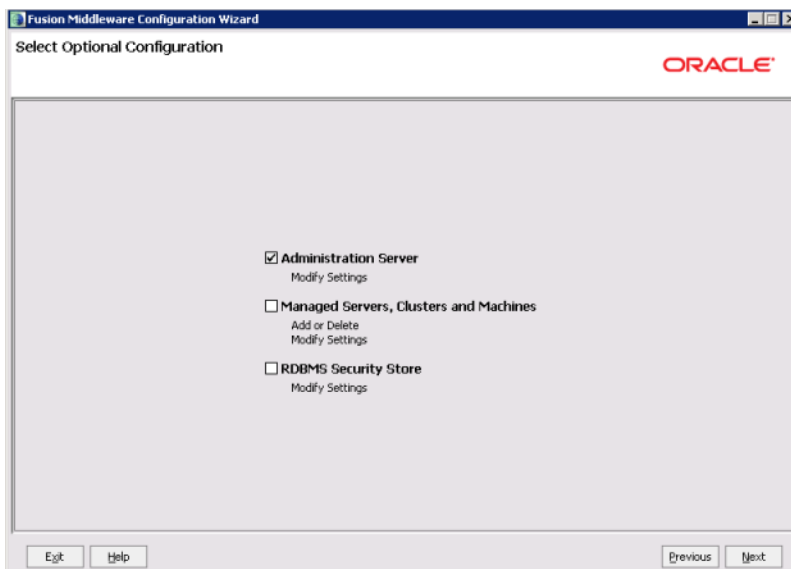 Fusion Middleware Configuration Wizard
Select Optional Configuration
ORACLE
Administration Server
Modify Settings
Managed Servers, Clusters and Machines
Add or Delete
Modify Settings
RDBMS Security Store
Modify Settings
Exit Help Previous Next